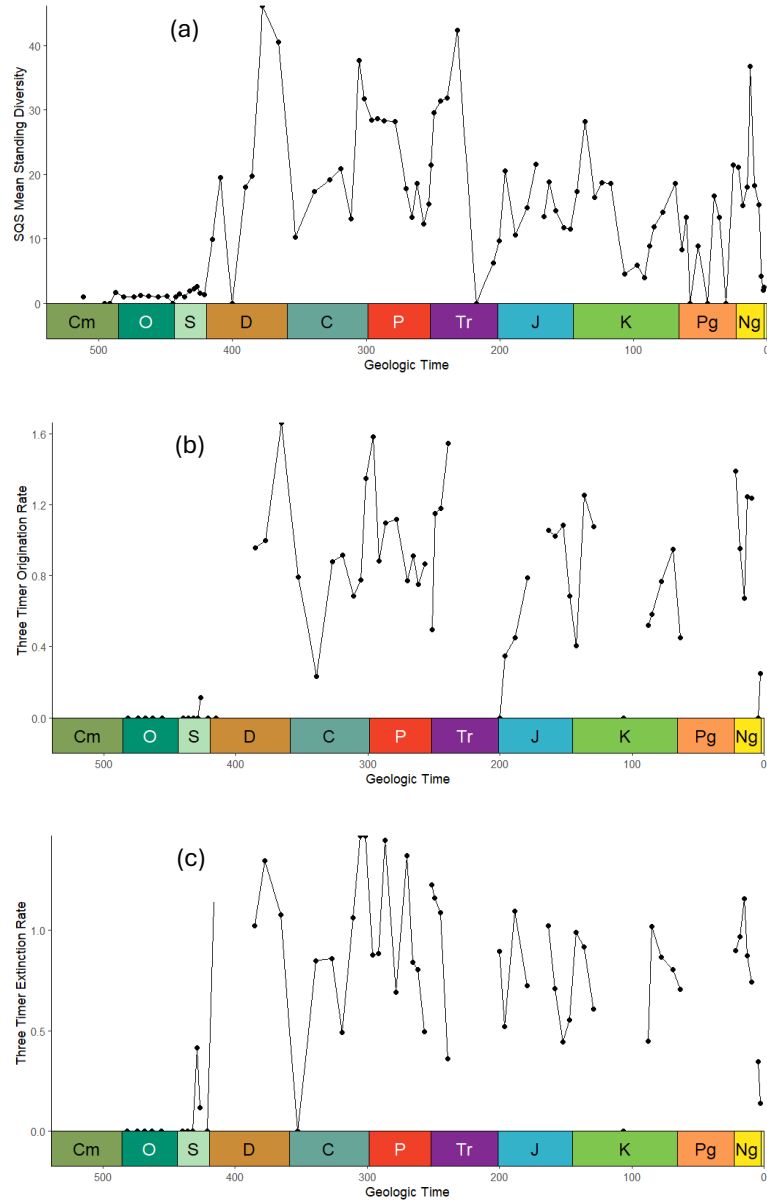 (a)
SQS Mean Standing Diversity
40
30
20
10
0
Cm O S D C P Tr J K Pg Ng
500 400 300 200 100 0
Geologic Time
(b)
Three Timer Origination Rate
1.6
1.2
0.8
0.4
0.0
Cm O S D C P Tr J K Pg Ng
500 400 300 200 100 0
Geologic Time
(c)
Three Timer Extinction Rate
1.0
0.5
0.0
Cm O S D C P Tr J K Pg Ng
500 400 300 200 100 0
Geologic Time